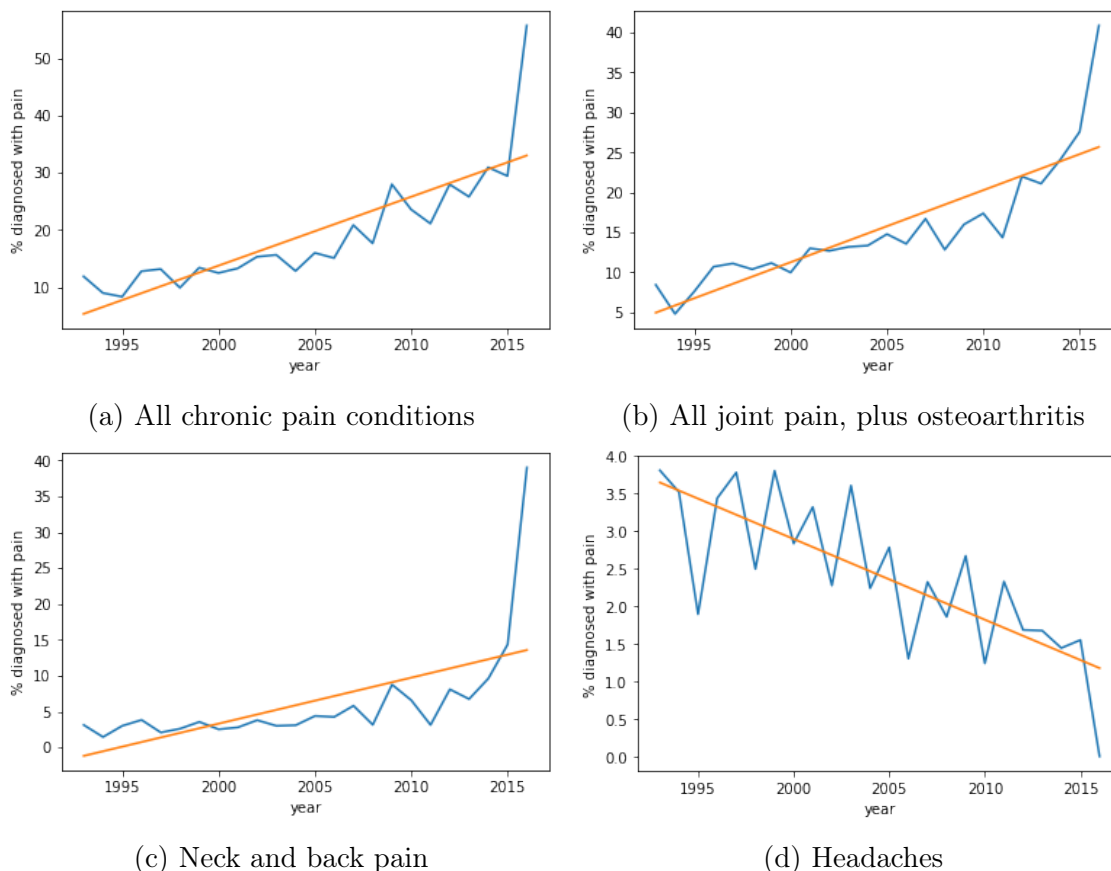 % diagnosed with pain
50
40
30
20
10
1995 2000 2005 2010 2015
year
(a) All chronic pain conditions
% diagnosed with pain
40
35
30
25
20
15
10
5
1995 2000 2005 2010 2015
year
(b) All joint pain, plus osteoarthritis
% diagnosed with pain
40
35
30
25
20
15
10
5
0
1995 2000 2005 2010 2015
year
(c) Neck and back pain
% diagnosed with pain
4.0
3.5
3.0
2.5
2.0
1.5
1.0
0.5
0.0
1995 2000 2005 2010 2015
year
(d) Headaches